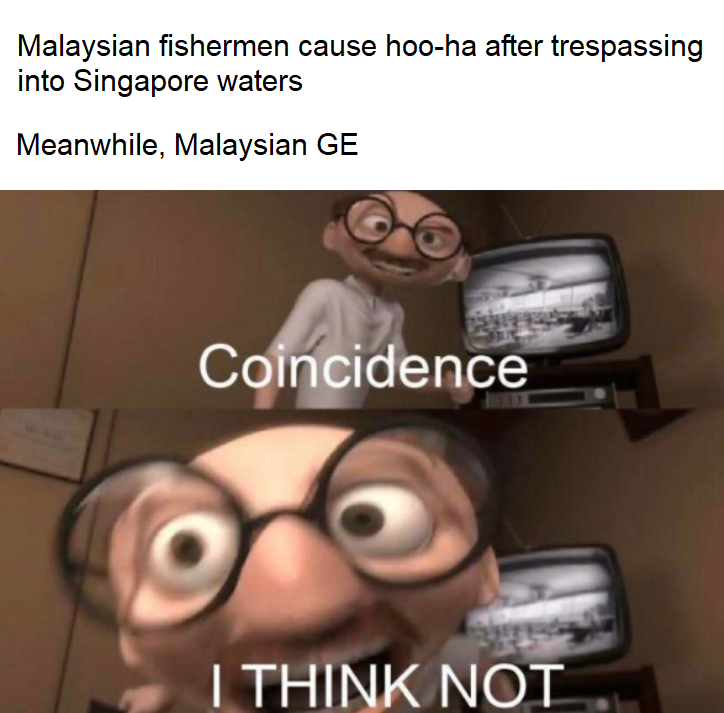 Malaysian fishermen cause hoo-ha after trespassing
into Singapore waters
Meanwhile, Malaysian GE
Coincidence
I THINK NOT